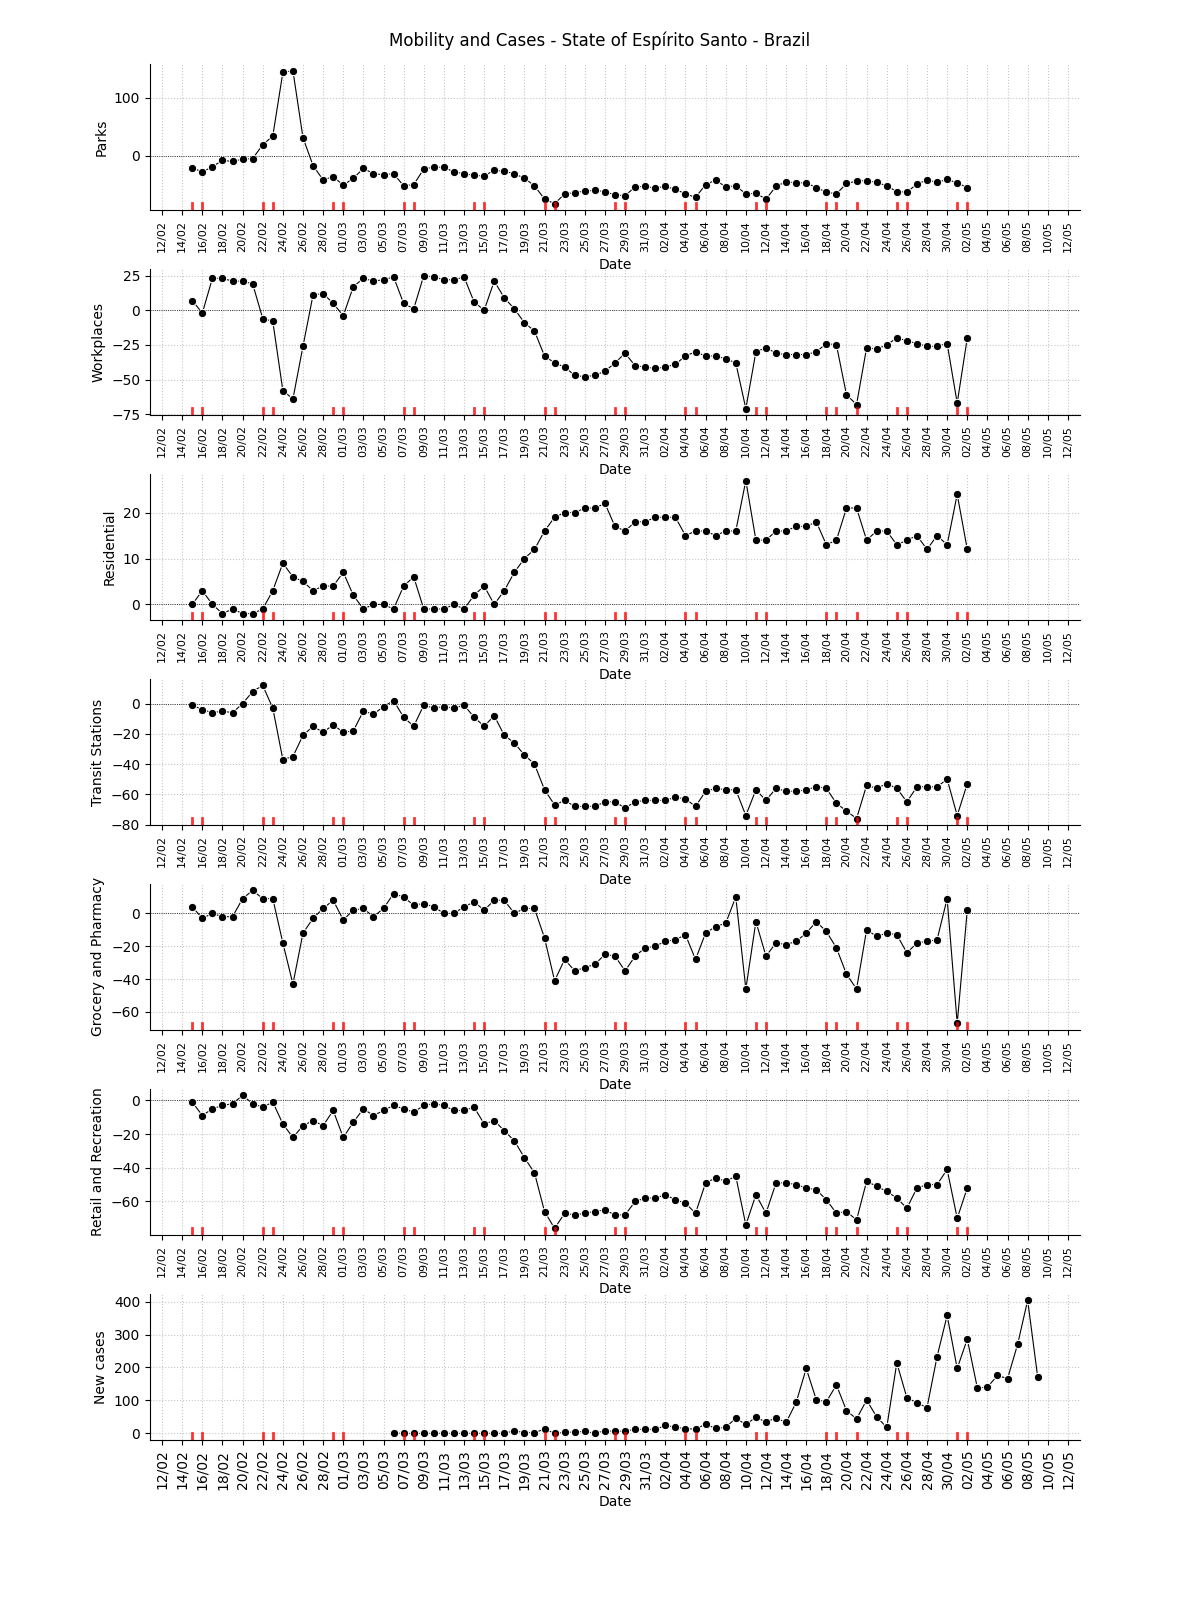 Mobility and Cases - State of Espírito Santo - Brazil
Parks
100
0
12/02 14/02 16/02 18/02 20/02 22/02 24/02 26/02 28/02 01/03 03/03 05/03 07/03 09/03 11/03 13/03 15/03 17/03 19/03 21/03 23/03 25/03 27/03 29/03 31/03 02/04 04/04 06/04 08/04 10/04 12/04 14/04 16/04 18/04 20/04 22/04 24/04 26/04 28/04 30/04 02/05 04/05 06/05 08/05 10/05 12/05
Date
Workplaces
25
0
−25
−50
−75
12/02 14/02 16/02 18/02 20/02 22/02 24/02 26/02 28/02 01/03 03/03 05/03 07/03 09/03 11/03 13/03 15/03 17/03 19/03 21/03 23/03 25/03 27/03 29/03 31/03 02/04 04/04 06/04 08/04 10/04 12/04 14/04 16/04 18/04 20/04 22/04 24/04 26/04 28/04 30/04 02/05 04/05 06/05 08/05 10/05 12/05
Date
Residential
20
10
0
12/02 14/02 16/02 18/02 20/02 22/02 24/02 26/02 28/02 01/03 03/03 05/03 07/03 09/03 11/03 13/03 15/03 17/03 19/03 21/03 23/03 25/03 27/03 29/03 31/03 02/04 04/04 06/04 08/04 10/04 12/04 14/04 16/04 18/04 20/04 22/04 24/04 26/04 28/04 30/04 02/05 04/05 06/05 08/05 10/05 12/05
Date
Transit Stations
0
−20
−40
−60
−80
12/02 14/02 16/02 18/02 20/02 22/02 24/02 26/02 28/02 01/03 03/03 05/03 07/03 09/03 11/03 13/03 15/03 17/03 19/03 21/03 23/03 25/03 27/03 29/03 31/03 02/04 04/04 06/04 08/04 10/04 12/04 14/04 16/04 18/04 20/04 22/04 24/04 26/04 28/04 30/04 02/05 04/05 06/05 08/05 10/05 12/05
Date
Grocery and Pharmacy
0
−20
−40
−60
12/02 14/02 16/02 18/02 20/02 22/02 24/02 26/02 28/02 01/03 03/03 05/03 07/03 09/03 11/03 13/03 15/03 17/03 19/03 21/03 23/03 25/03 27/03 29/03 31/03 02/04 04/04 06/04 08/04 10/04 12/04 14/04 16/04 18/04 20/04 22/04 24/04 26/04 28/04 30/04 02/05 04/05 06/05 08/05 10/05 12/05
Date
Retail and Recreation
0
−20
−40
−60
12/02 14/02 16/02 18/02 20/02 22/02 24/02 26/02 28/02 01/03 03/03 05/03 07/03 09/03 11/03 13/03 15/03 17/03 19/03 21/03 23/03 25/03 27/03 29/03 31/03 02/04 04/04 06/04 08/04 10/04 12/04 14/04 16/04 18/04 20/04 22/04 24/04 26/04 28/04 30/04 02/05 04/05 06/05 08/05 10/05 12/05
Date
New cases
400
300
200
100
0
12/02 14/02 16/02 18/02 20/02 22/02 24/02 26/02 28/02 01/03 03/03 05/03 07/03 09/03 11/03 13/03 15/03 17/03 19/03 21/03 23/03 25/03 27/03 29/03 31/03 02/04 04/04 06/04 08/04 10/04 12/04 14/04 16/04 18/04 20/04 22/04 24/04 26/04 28/04 30/04 02/05 04/05 06/05 08/05 10/05 12/05
Date